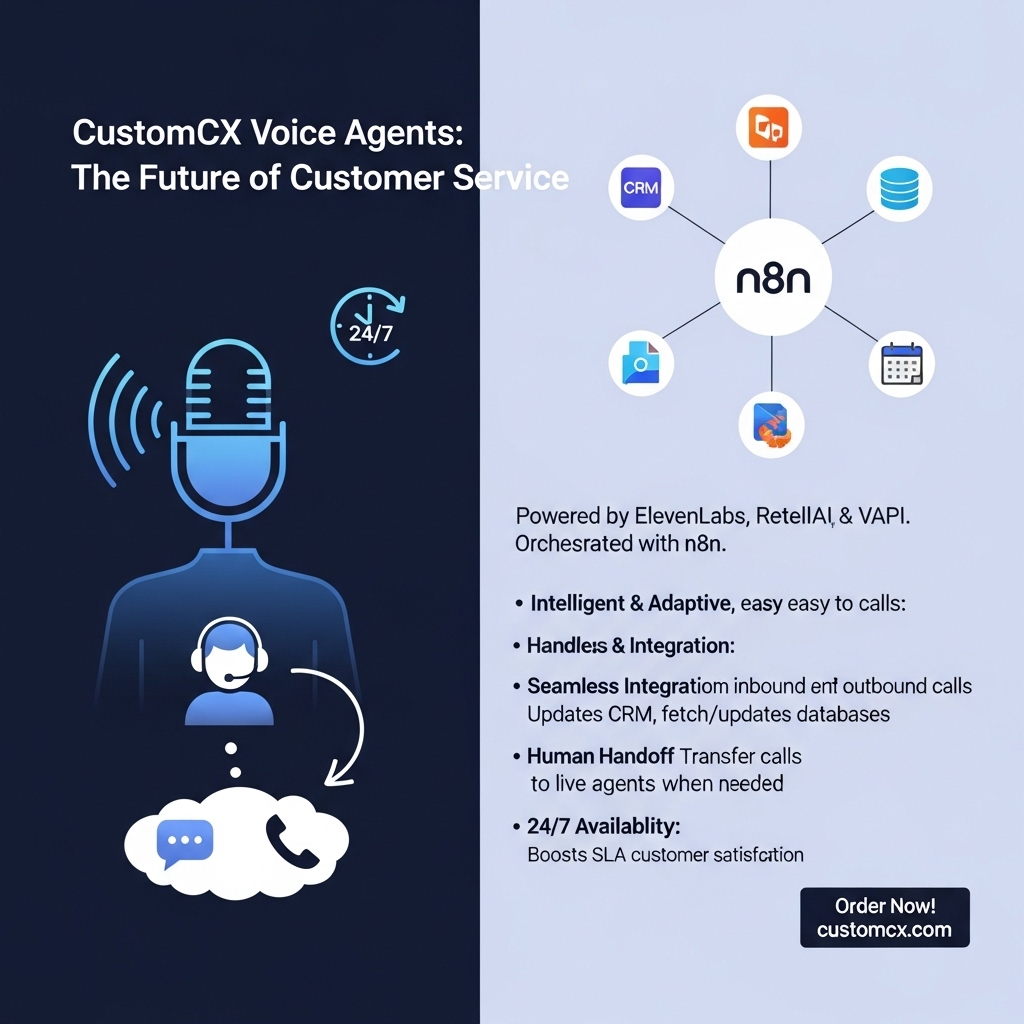 CustomCX Voice Agents:
The Future of Customer Service
24/7
CRM
n8n
Powered by ElevenLabs, RetellAI, & VAPI.
Orchesrated with n8n.
• Intelligent & Adaptive, easy easy to calls:
• Handles & Integration:
• Seamless Integration inbound ent outbound calls
Updates CRM, fetch/updates databases
• Human Handoff Transfer calls
to live agents when needed
• 24/7 Availablity:
Boosts SLA customer satisfction
Order Now!
customcx.com